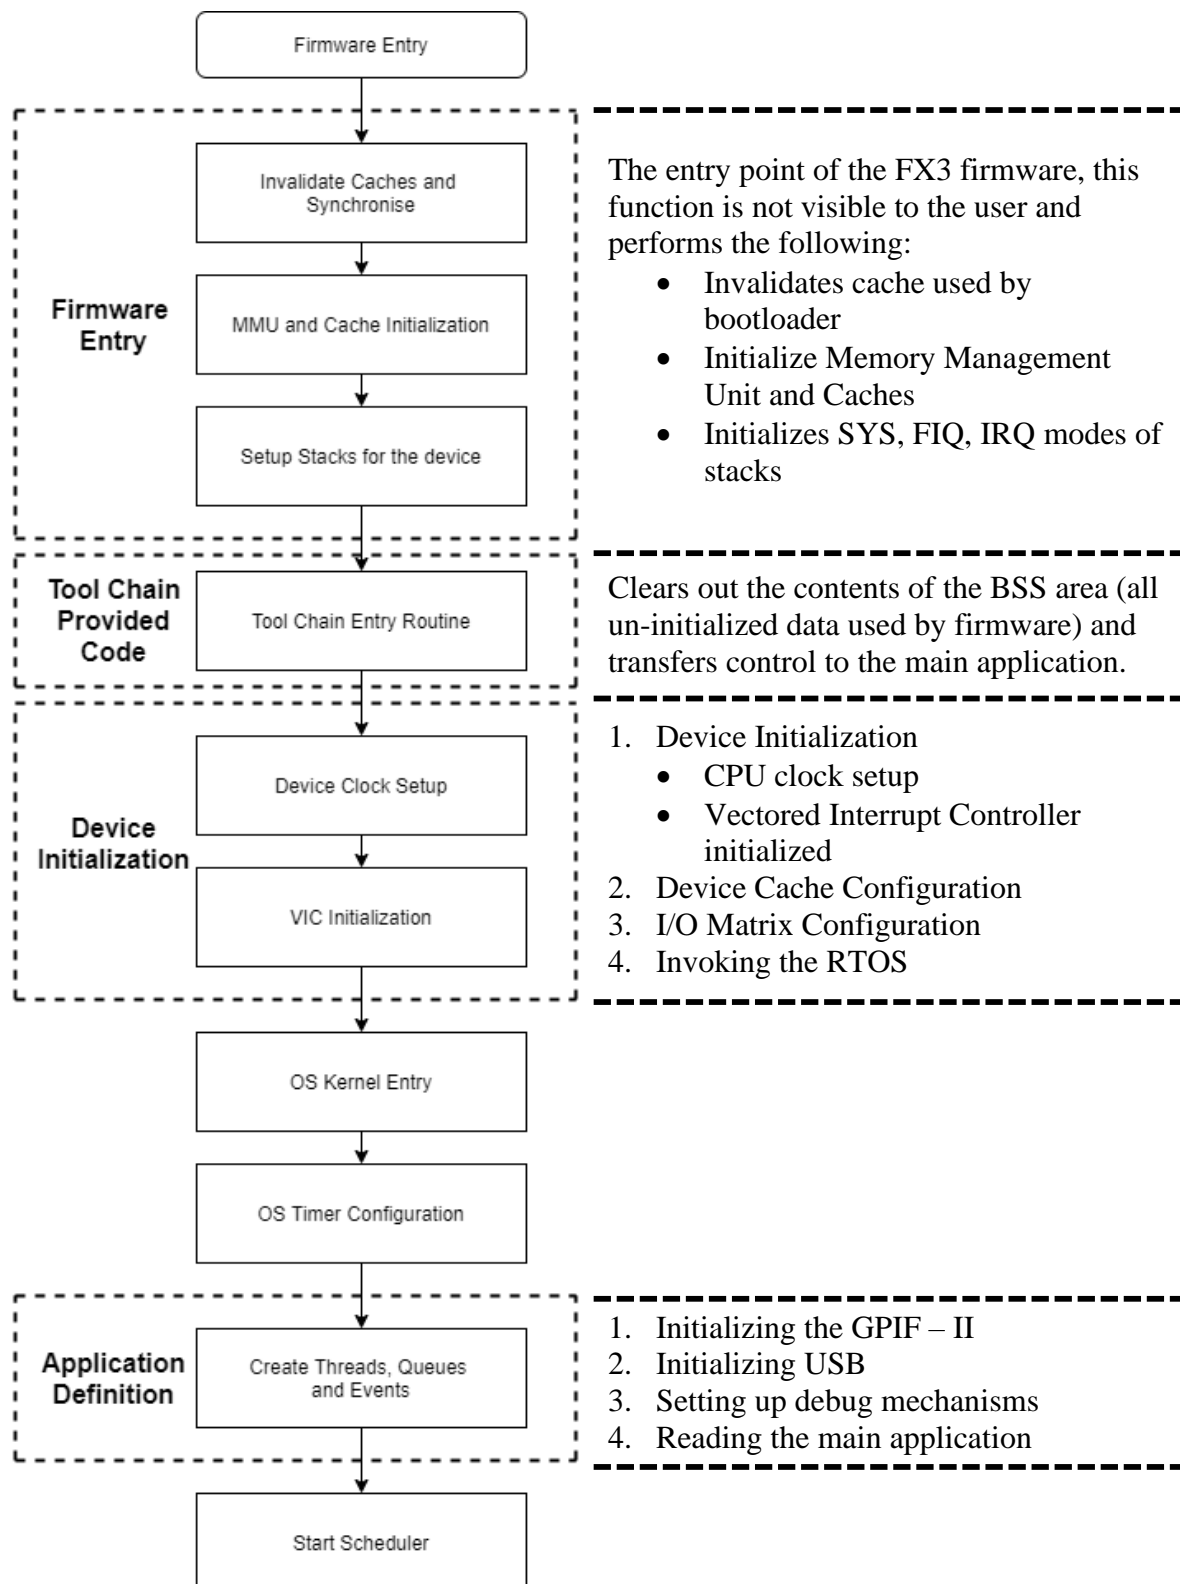 Firmware Entry
Invalidate Caches and
Synchronise
MMU and Cache Initialization
Setup Stacks for the device
Firmware
Entry
The entry point of the FX3 firmware, this
function is not visible to the user and
performs the following:
• Invalidates cache used by
bootloader
• Initialize Memory Management
Unit and Caches
• Initializes SYS, FIQ, IRQ modes of
stacks
Tool Chain
Provided
Code
Tool Chain Entry Routine
Clears out the contents of the BSS area (all
un-initialized data used by firmware) and
transfers control to the main application.
Device
Initialization
Device Clock Setup
VIC Initialization
1. Device Initialization
• CPU clock setup
• Vectored Interrupt Controller
initialized
2. Device Cache Configuration
3. I/O Matrix Configuration
4. Invoking the RTOS
OS Kernel Entry
OS Timer Configuration
Application
Definition
Create Threads, Queues
and Events
1. Initializing the GPIF – II
2. Initializing USB
3. Setting up debug mechanisms
4. Reading the main application
Start Scheduler